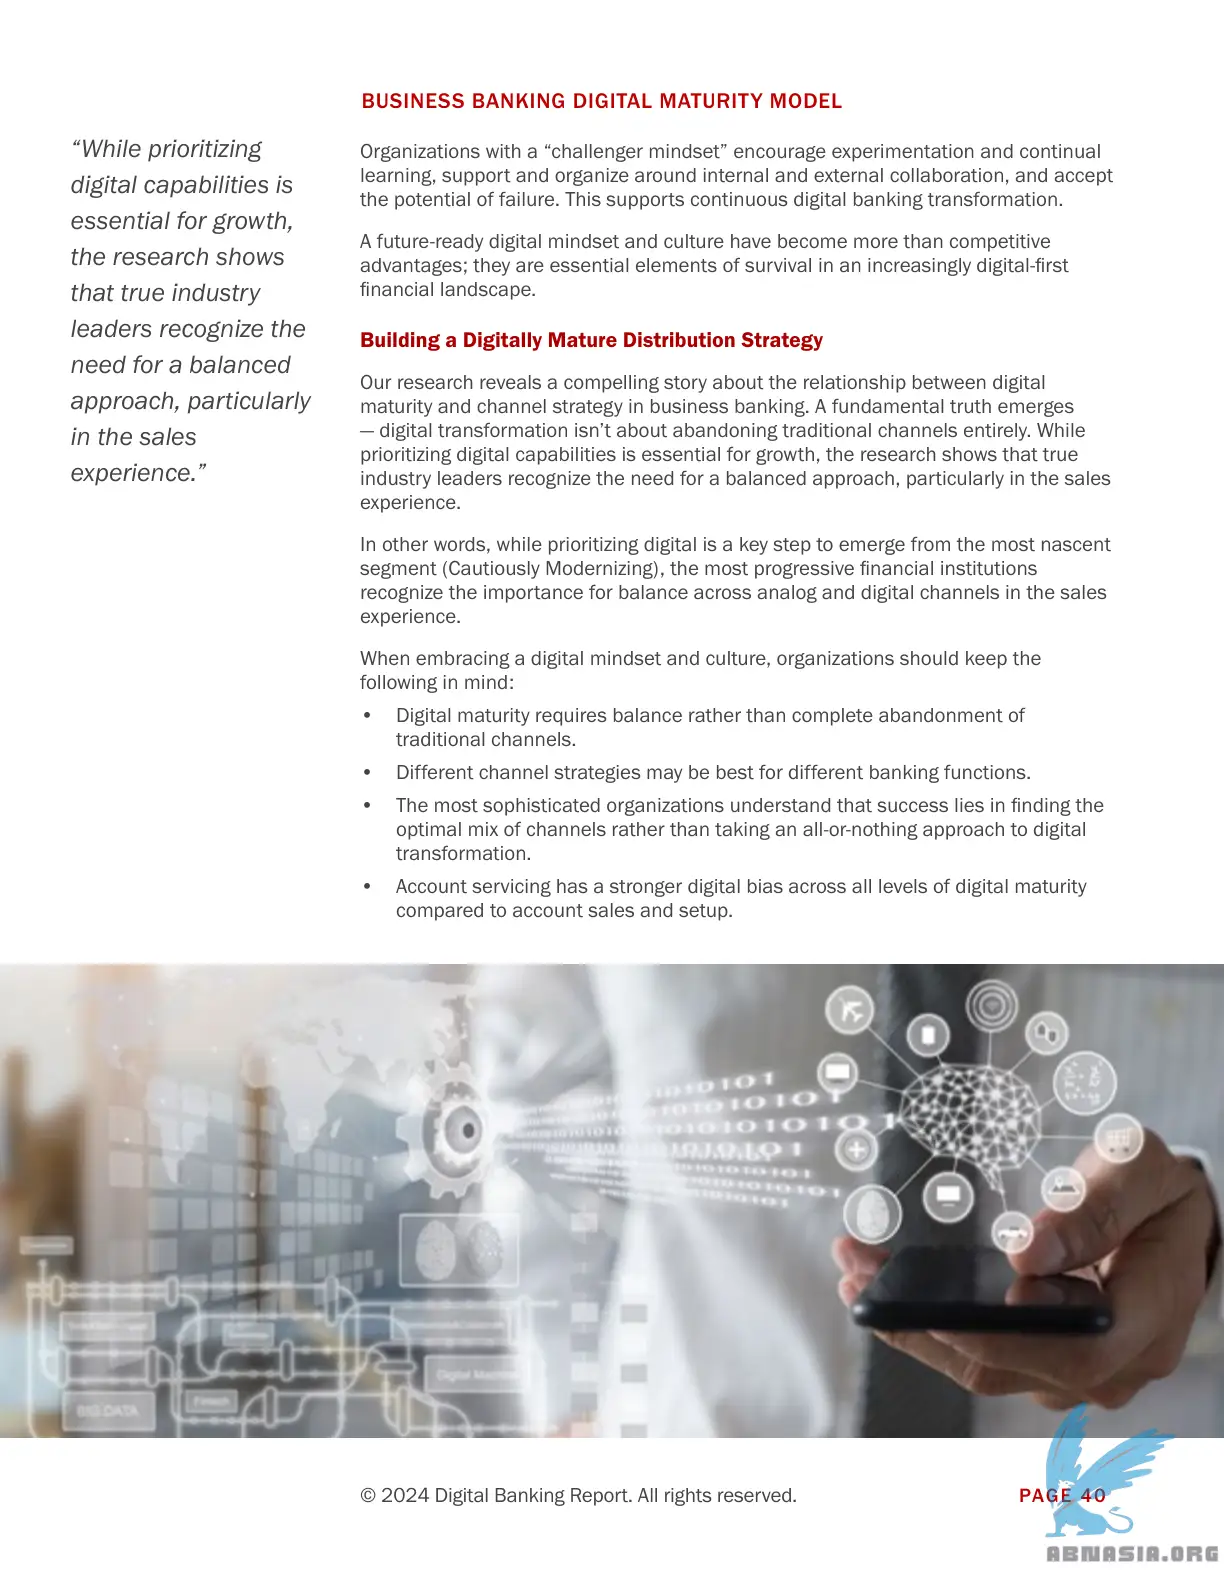 BUSINESS BANKING DIGITAL MATURITY MODEL
“While prioritizing
digital capabilities is
essential for growth,
the research shows
that true industry
leaders recognize the
need for a balanced
approach, particularly
in the sales
experience.”
Organizations with a “challenger mindset” encourage experimentation and continual
learning, support and organize around internal and external collaboration, and accept
the potential of failure. This supports continuous digital banking transformation.
A future-ready digital mindset and culture have become more than competitive
advantages; they are essential elements of survival in an increasingly digital-first
financial landscape.
Building a Digitally Mature Distribution Strategy
Our research reveals a compelling story about the relationship between digital
maturity and channel strategy in business banking. A fundamental truth emerges
— digital transformation isn’t about abandoning traditional channels entirely. While
prioritizing digital capabilities is essential for growth, the research shows that true
industry leaders recognize the need for a balanced approach, particularly in the sales
experience.
In other words, while prioritizing digital is a key step to emerge from the most nascent
segment (Cautiously Modernizing), the most progressive financial institutions
recognize the importance for balance across analog and digital channels in the sales
experience.
When embracing a digital mindset and culture, organizations should keep the
following in mind:
• Digital maturity requires balance rather than complete abandonment of
traditional channels.
• Different channel strategies may be best for different banking functions.
• The most sophisticated organizations understand that success lies in finding the
optimal mix of channels rather than taking an all-or-nothing approach to digital
transformation.
• Account servicing has a stronger digital bias across all levels of digital maturity
compared to account sales and setup.
BIG DATA
© 2024 Digital Banking Report. All rights reserved.
PAGE 40
ABNASIA.ORG